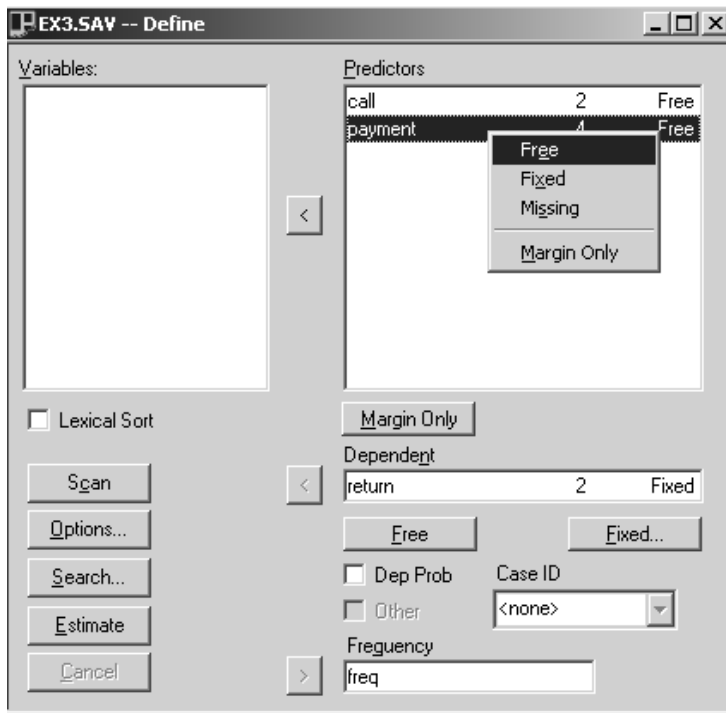 EX3.SAV -- Define
Variables:
Predictors
call 2 Free
payment 4 Free
Free
Fixed
Missing
Margin Only
<
Lexical Sort
Margin Only
Dependent
Scan
<
return 2 Fixed
Options...
Free
Fixed...
Search...
Dep Prob
Case ID
Other
<none>
Estimate
Freguency
Cancel
>
freq